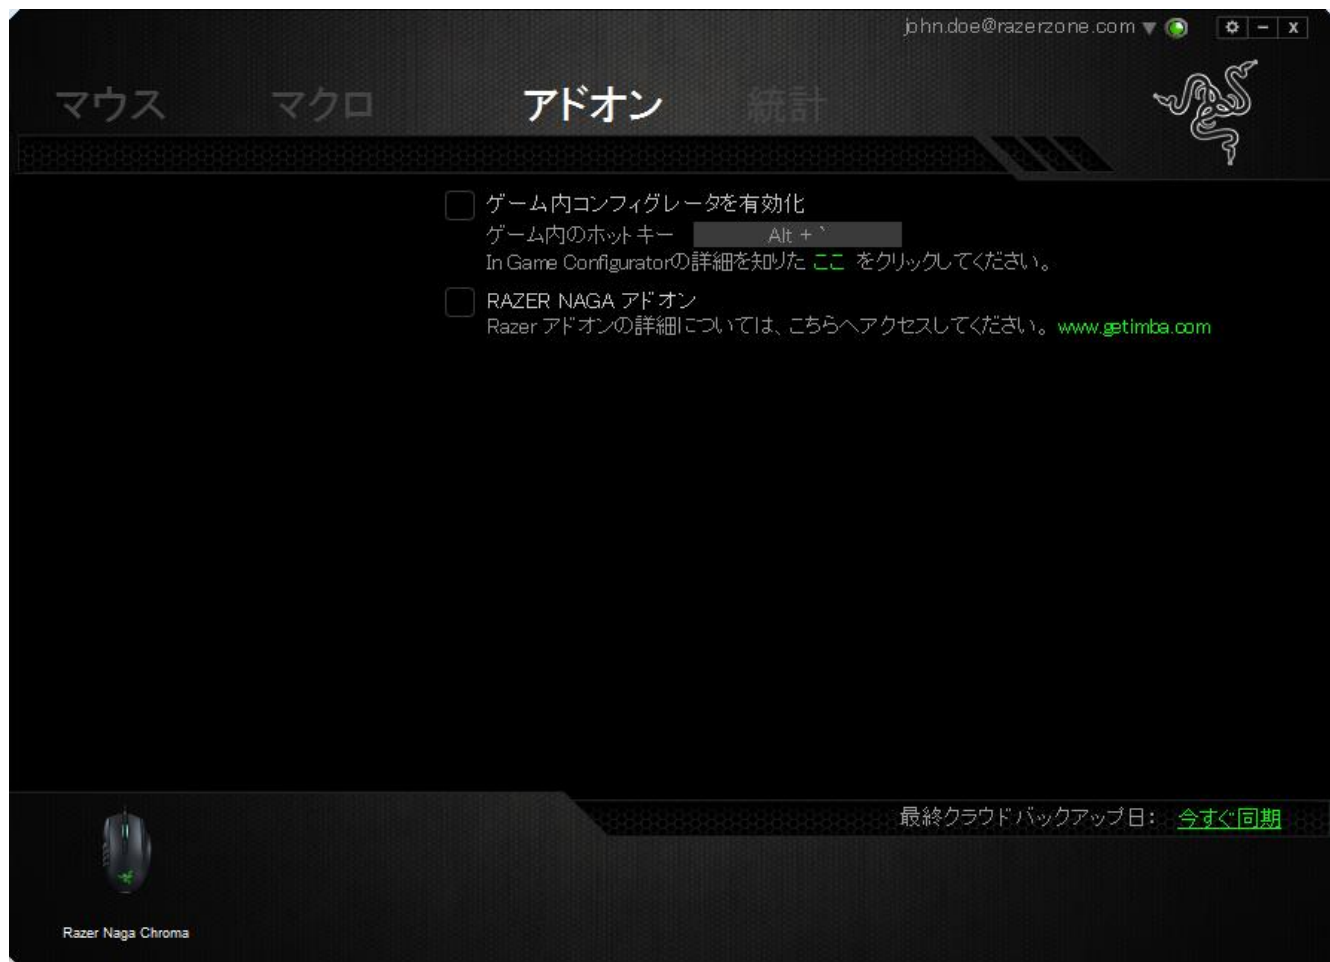 john.doe@razerzone.com
マウス マクロ アドオン 統計
ゲーム内コンフィグレータを有効化
ゲーム内のホットキー Alt + `
In Game Configuratorの詳細を知りた ここ をクリックしてください。
RAZER NAGA アドオン
Razer アドオンの詳細については、こちらへアクセスしてください。 www.getimba.com
最終クラウドバックアップ日： 今すぐ同期
Razer Naga Chroma